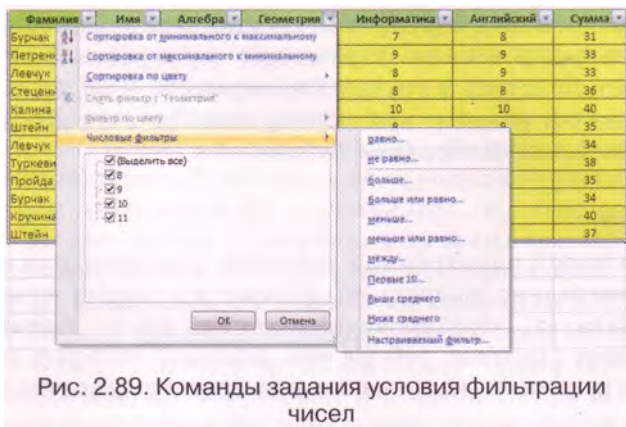 Фамилия Имя Алгебра Геометрия Информатика Английский Сумма
Бурчак 7 8 31
Петрен 9 9 33
Левчук 8 9 33
Стецен 8 8 36
Калина 10 10 40
Штейн 35
Левчук 34
Туркеви 38
Пройда 35
Бурчак 34
Кручина 40
Штейн 37
Сортировка от минимального к максимальному
Сортировка от максимального к минимальному
Сортировка по цвету
Снять фильтр с "Геометрия"
Фильтр по цвету
Числовые фильтры
(Выделить все)
8
9
10
11
ОК Отмена
равно...
не равно...
больше...
больше или равно...
меньше...
меньше или равно...
между...
Первые 10...
Выше среднего
Ниже среднего
Настраиваемый фильтр...
Рис. 2.89. Команды задания условия фильтрации
чисел